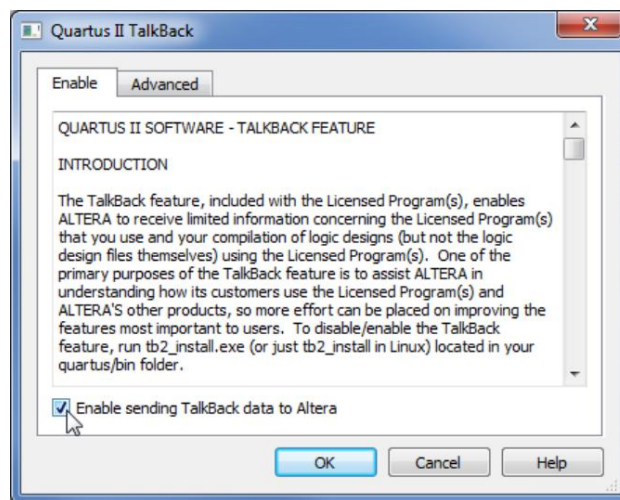 Quartus II TalkBack
Enable
Advanced
QUARTUS II SOFTWARE - TALKBACK FEATURE
INTRODUCTION
The TalkBack feature, included with the Licensed Program(s), enables
ALTERA to receive limited information concerning the Licensed Program(s)
that you use and your compilation of logic designs (but not the logic
design files themselves) using the Licensed Program(s).  One of the
primary purposes of the TalkBack feature is to assist ALTERA in
understanding how its customers use the Licensed Program(s) and
ALTERA'S other products, so more effort can be placed on improving the
features most important to users.  To disable/enable the TalkBack
feature, run tb2_install.exe (or just tb2_install in Linux) located in your
quartus/bin folder.
Enable sending TalkBack data to Altera
OK
Cancel
Help